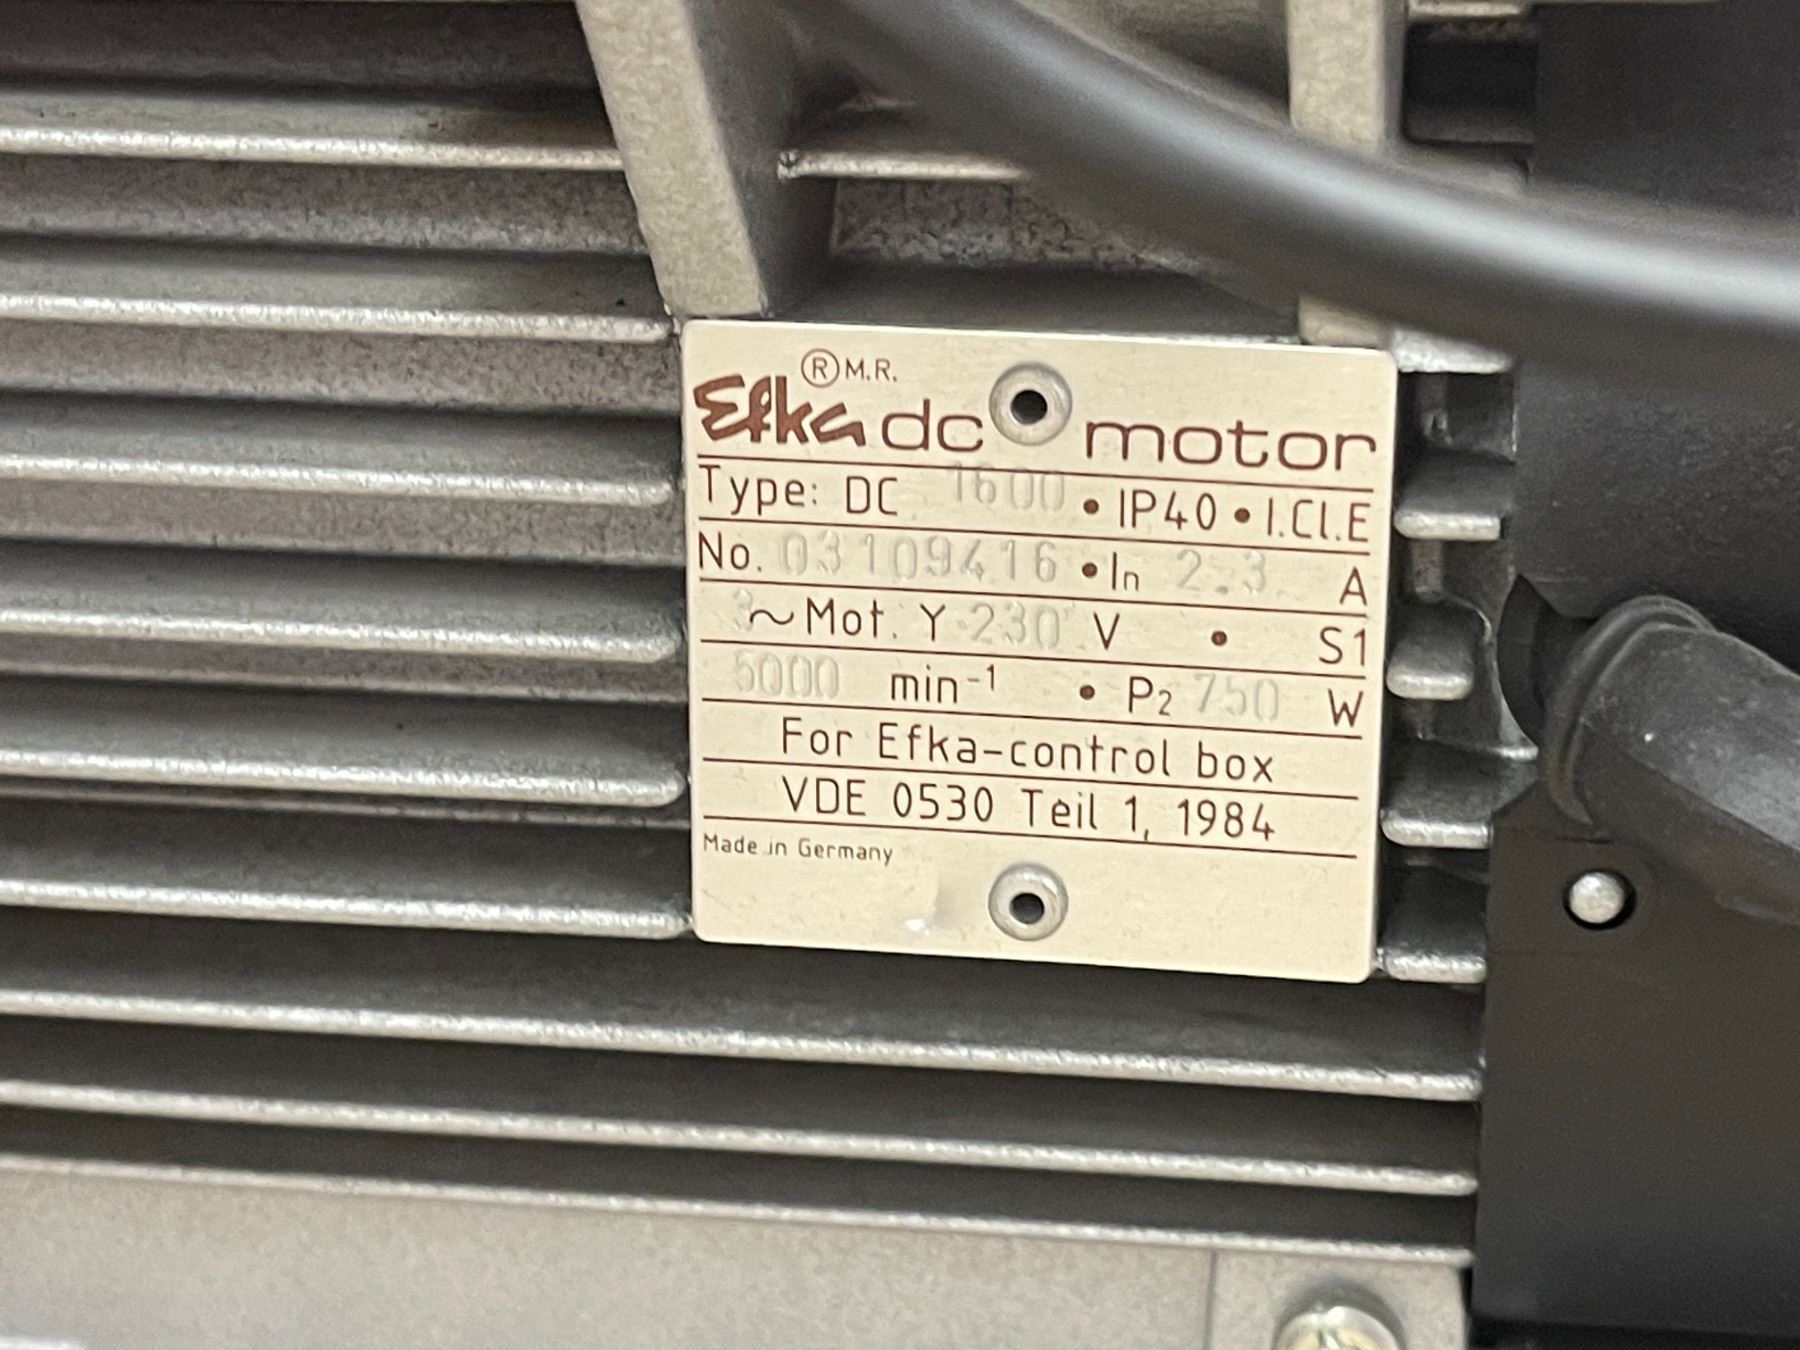 ® M.R.
Efka dc motor
Type: DC 1600 • IP40 • I.Cl.E
No. 03109416 • In 2.3 A
3~Mot. Y 230 V • S1
5000 min⁻¹ • P₂ 750 W
For Efka-control box
VDE 0530 Teil 1, 1984
Made in Germany